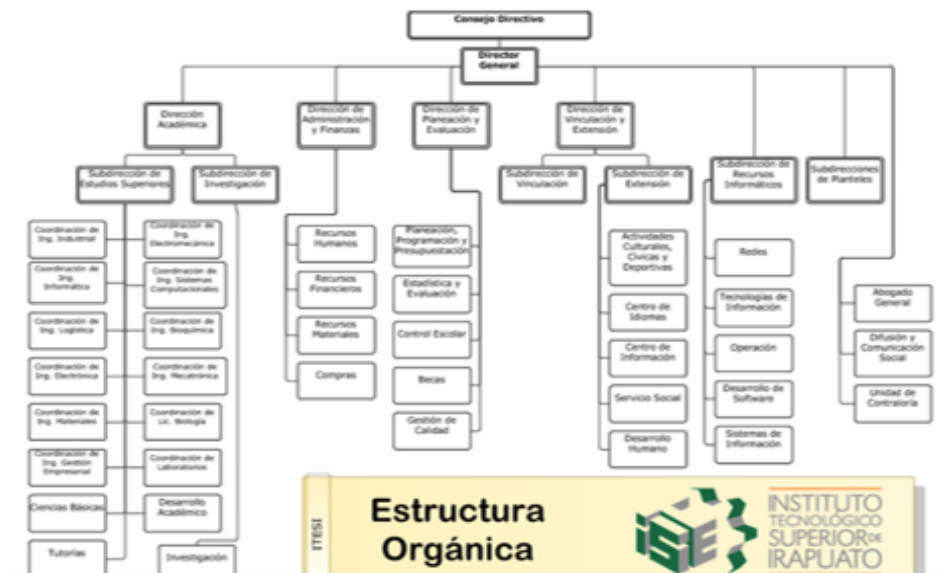 Consejo Directivo
Director
General
Dirección
Académica
Dirección de
Administración
y Finanzas
Dirección de
Planeación y
Evaluación
Dirección de
Vinculación y
Extensión
Subdirección de
Estudios Superiores
Subdirección de
Investigación
Subdirección de
Vinculación
Subdirección de
Extensión
Subdirección de
Recursos
Informáticos
Subdirecciones
de Planteles
Coordinación de
Ing. Industrial
Coordinación de
Ing.
Electromecánica
Coordinación de
Ing.
Informática
Coordinación de
Ing. Sistemas
Computacionales
Coordinación de
Ing. Logística
Coordinación de
Ing. Bioquímica
Coordinación de
Ing. Electrónica
Coordinación de
Ing. Mecatrónica
Coordinación de
Ing. Materiales
Coordinación de
Lic. Biología
Coordinación de
Ing. Gestión
Empresarial
Coordinación de
Laboratorios
Ciencias Básicas
Desarrollo
Académico
Tutorías
Investigación
Recursos
Humanos
Recursos
Financieros
Recursos
Materiales
Compras
Planeación,
Programación y
Presupuestación
Estadística y
Evaluación
Control Escolar
Becas
Gestión de
Calidad
Actividades
Culturales,
Cívicas y
Deportivas
Centro de
Idiomas
Centro de
Información
Servicio Social
Desarrollo
Humano
Redes
Tecnologías de
Información
Operación
Desarrollo de
Software
Sistemas de
Información
Abogado
General
Difusión y
Comunicación
Social
Unidad de
Contraloría
ITESI
Estructura
Orgánica
INSTITUTO
TECNOLÓGICO
SUPERIOR DE
IRAPUATO